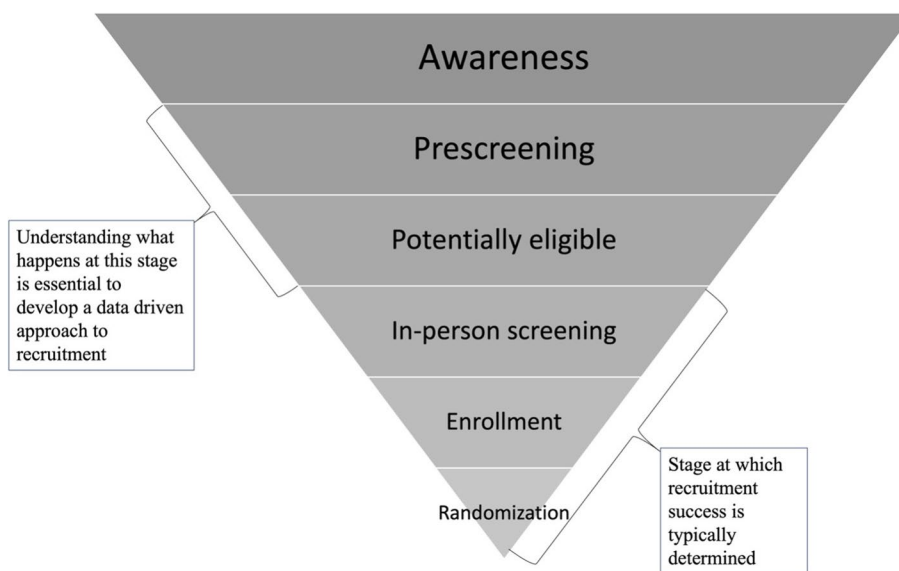 Awareness
Prescreening
Potentially eligible
Understanding what
happens at this stage
is essential to
develop a data driven
approach to
recruitment
In-person screening
Enrollment
Stage at which
recruitment
success is
typically
determined
Randomization